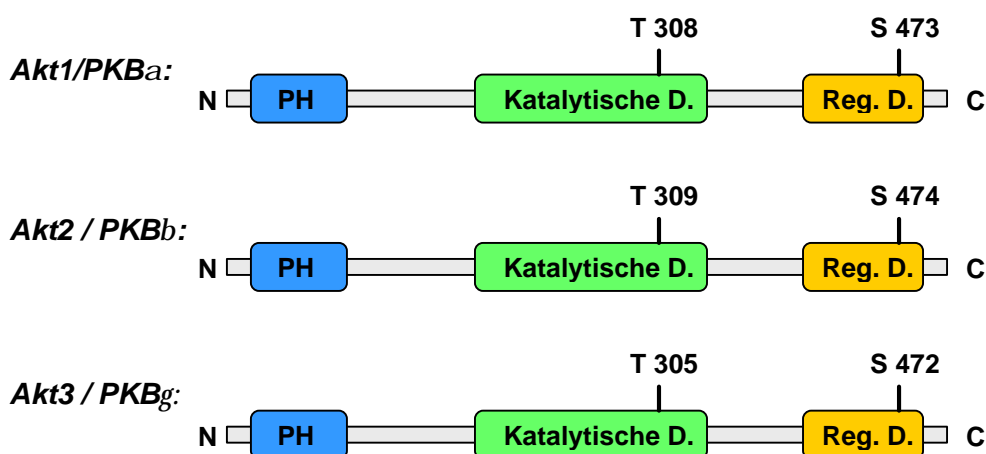 T 308 S 473
Akt1/PKBa:
N PH Katalytische D. Reg. D. C
T 309 S 474
Akt2 / PKBb:
N PH Katalytische D. Reg. D. C
T 305 S 472
Akt3 / PKBg:
N PH Katalytische D. Reg. D. C